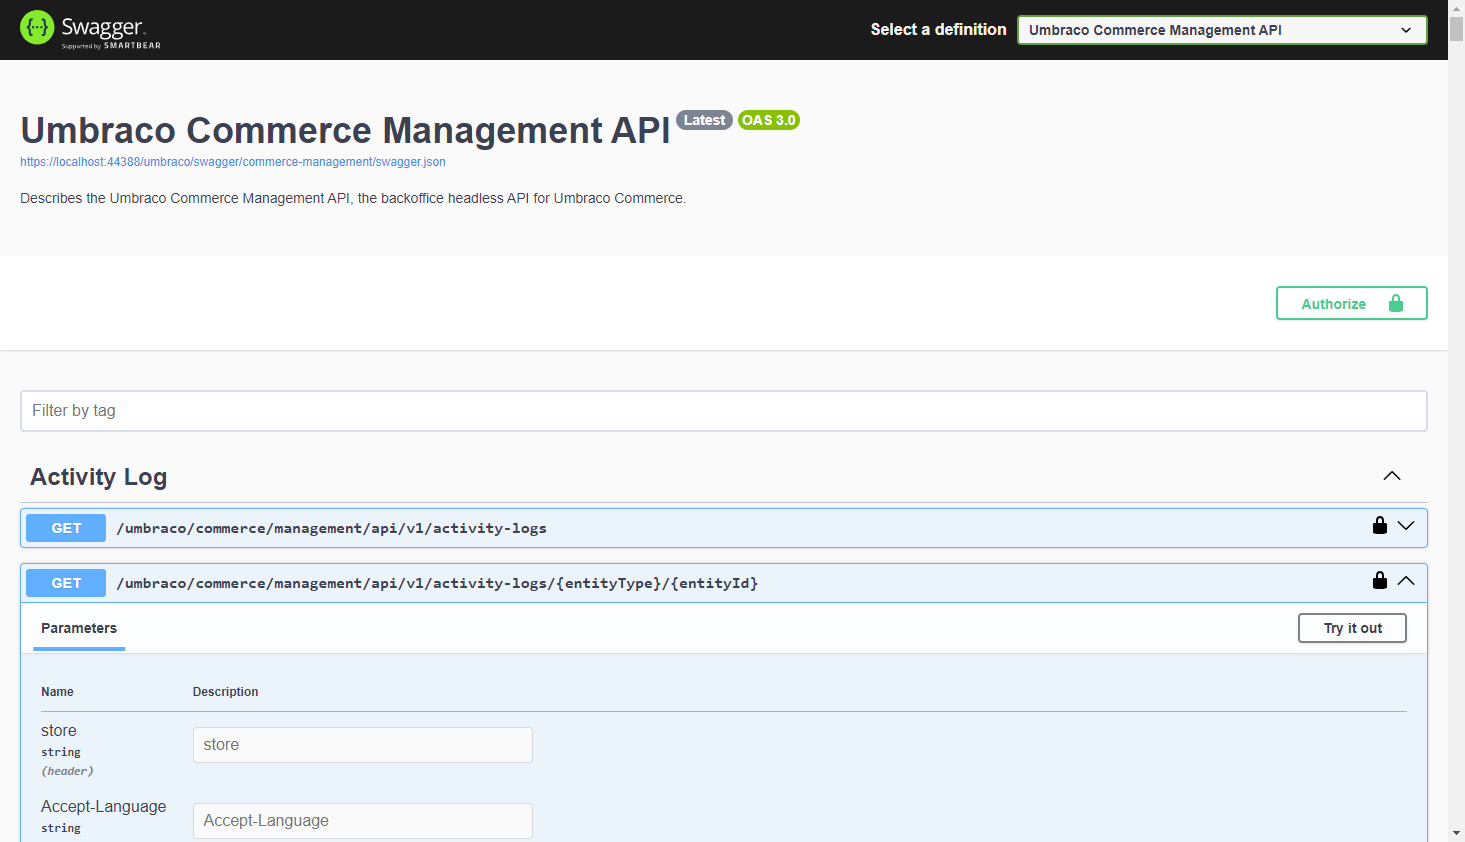 {···} Swagger.
Supported by SMARTBEAR
Select a definition
Umbraco Commerce Management API
Umbraco Commerce Management API Latest OAS 3.0
https://localhost:44388/umbraco/swagger/commerce-management/swagger.json
Describes the Umbraco Commerce Management API, the backoffice headless API for Umbraco Commerce.
Authorize
Filter by tag
Activity Log
GET /umbraco/commerce/management/api/v1/activity-logs
GET /umbraco/commerce/management/api/v1/activity-logs/{entityType}/{entityId}
Parameters
Try it out
Name Description
store
string
(header)
store
Accept-Language
string
Accept-Language